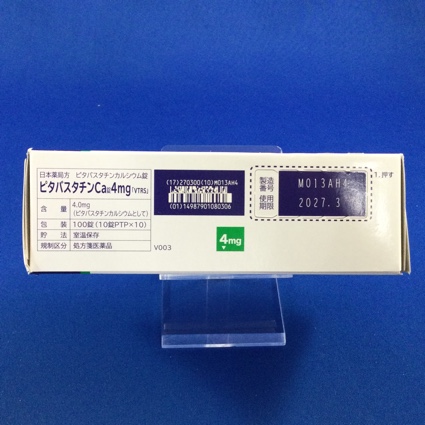 日本薬局方 ピタバスタチンカルシウム錠
ピタバスタチンCa錠4mg「VTRS」
含量 4.0mg
(ピタバスタチンカルシウムとして)
包装 100錠(10錠PTP×10)
貯法 室温保存
規制区分 処方箋医薬品
V003
(17)270300(10)M013AH4
(01)14987901080306
4mg
製造番号 M013AH4
使用期限 2027.3
1.押す